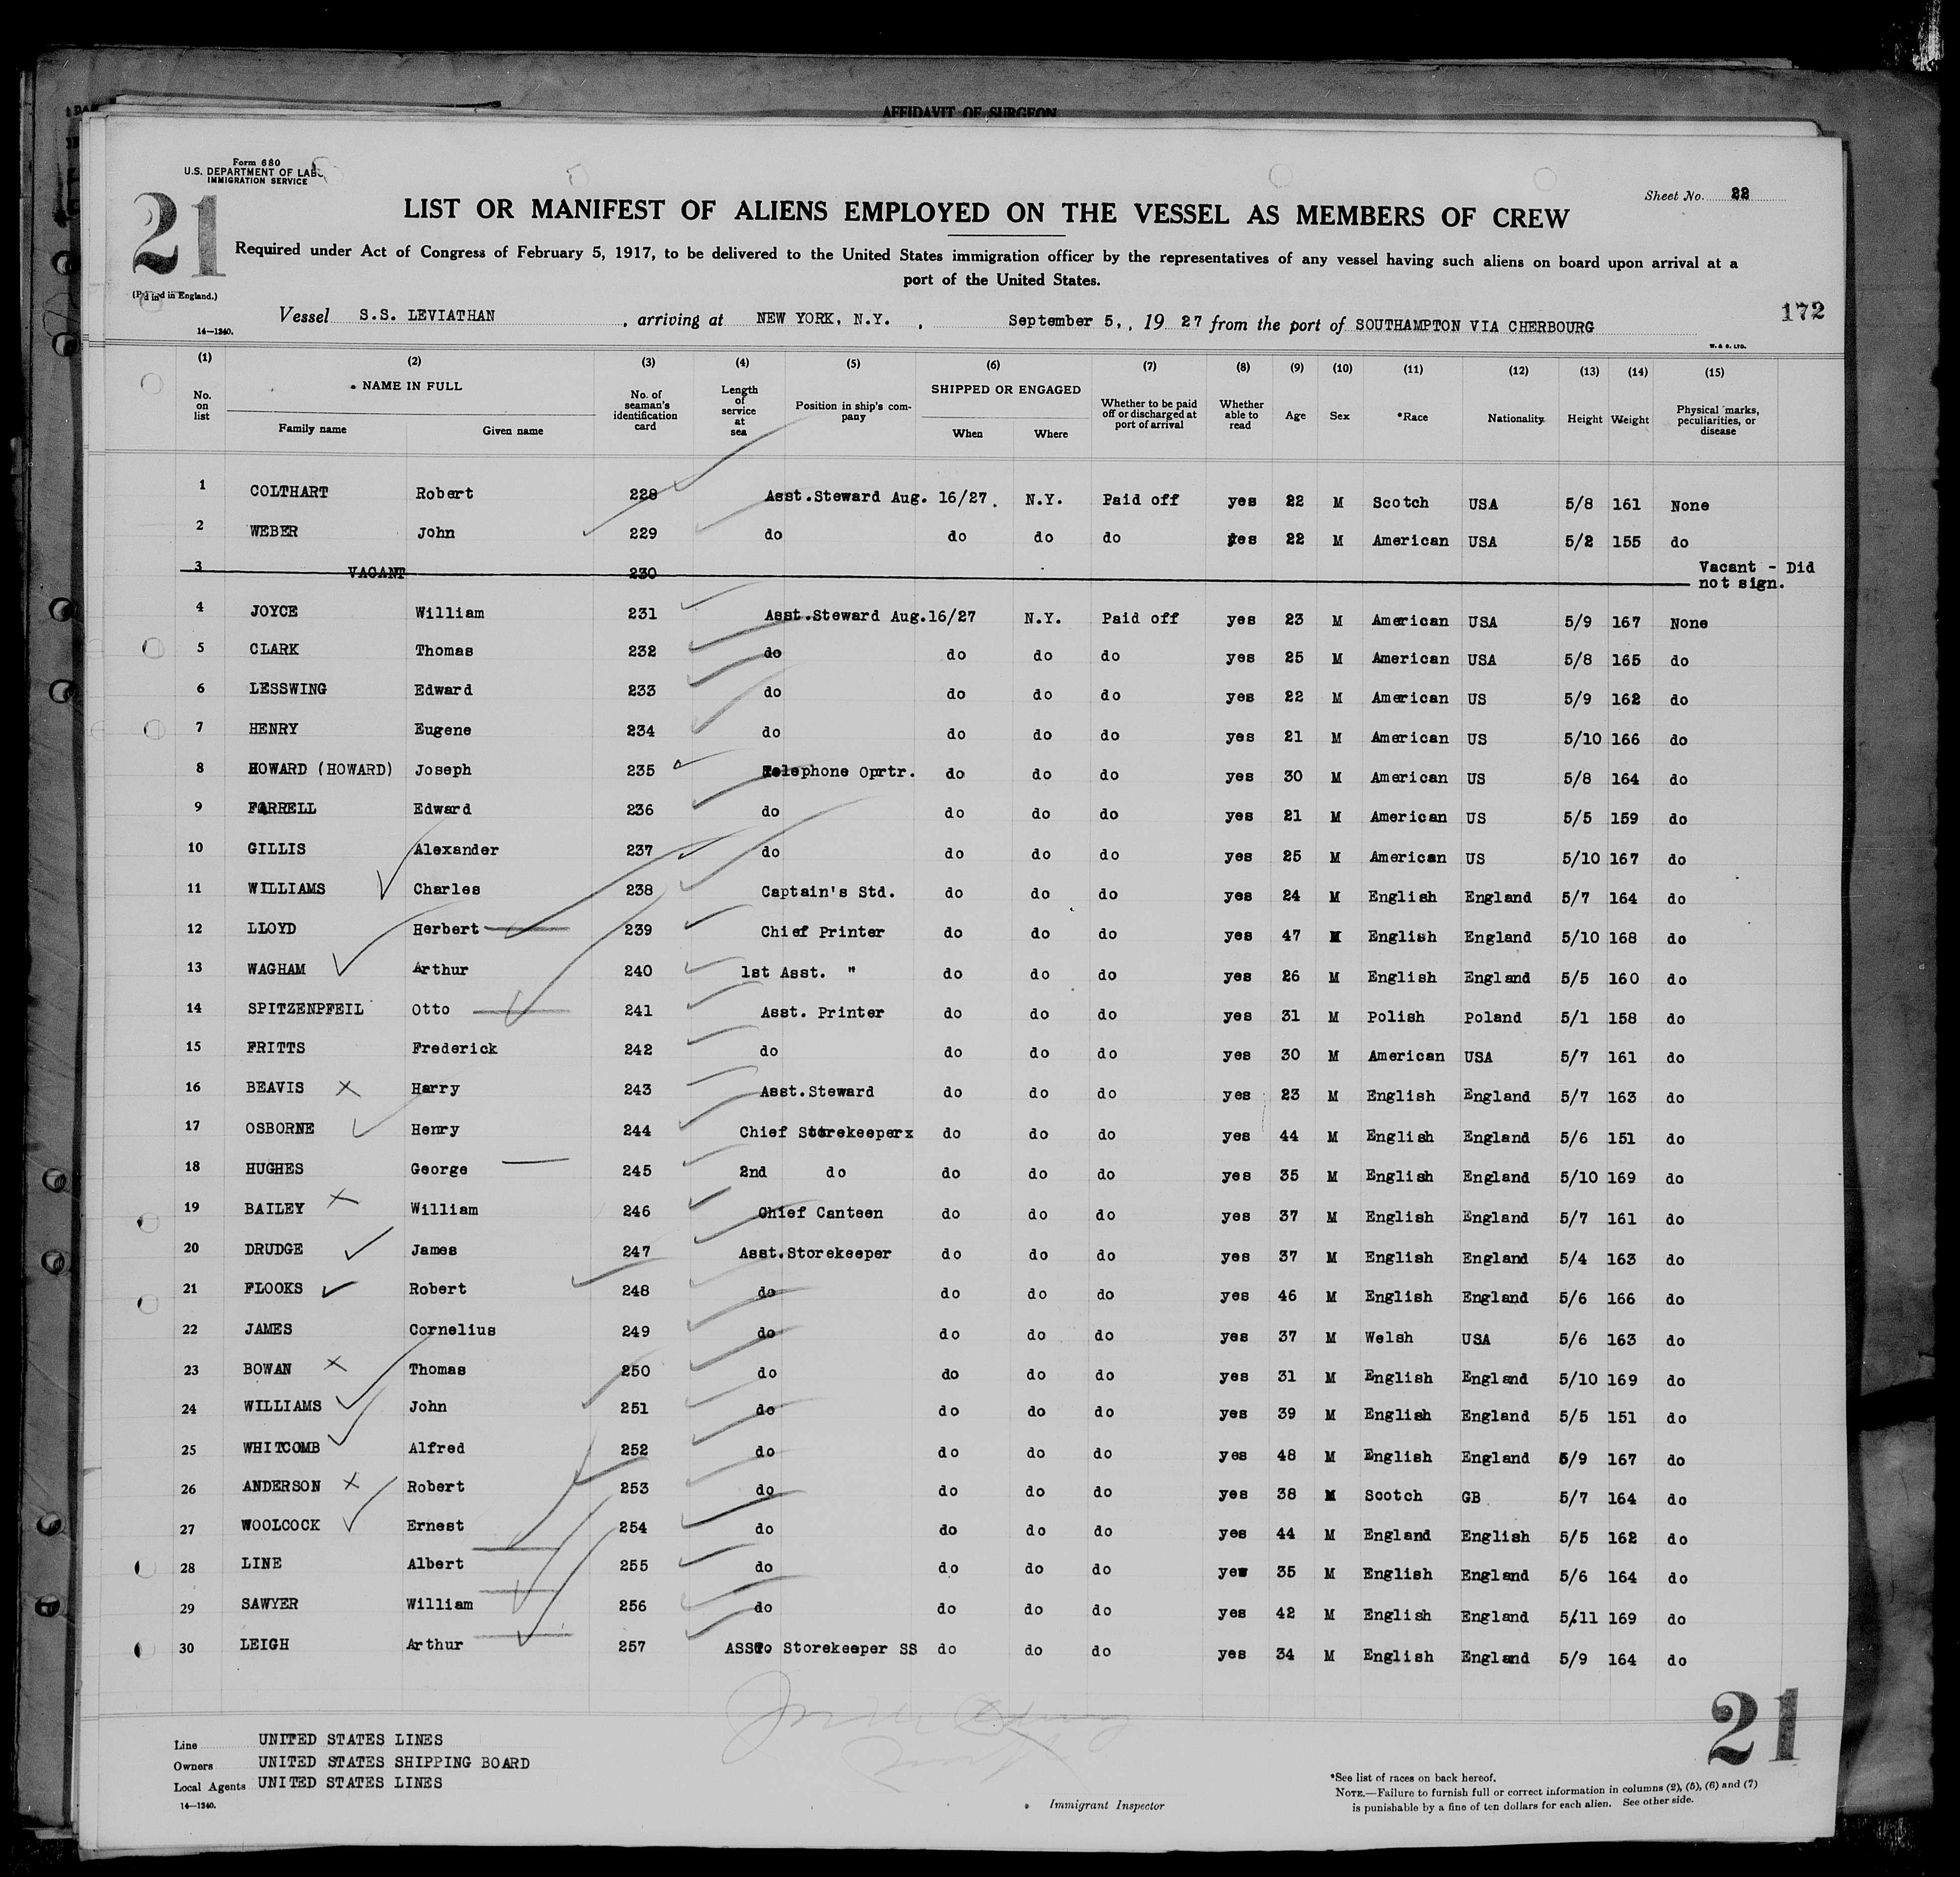 AFFIDAVIT OF SURGEON
Form 680
U.S. DEPARTMENT OF LAB
IMMIGRATION SERVICE
21
Sheet No. 22
LIST OR MANIFEST OF ALIENS EMPLOYED ON THE VESSEL AS MEMBERS OF CREW
Required under Act of Congress of February 5, 1917, to be delivered to the United States immigration officer by the representatives of any vessel having such aliens on board upon arrival at a
port of the United States.
172
Vessel S.S. LEVIATHAN , arriving at NEW YORK, N.Y. , September 5, , 19 27 from the port of SOUTHAMPTON VIA CHERBOURG
14—1240.
W. & S. LTD.
(1) (2) (3) (4) (5) (6) (7) (8) (9) (10) (11) (12) (13) (14) (15)
No. on list NAME IN FULL Family name Given name No. of seaman's identification card Length of service at sea Position in ship's company SHIPPED OR ENGAGED When Where Whether to be paid off or discharged at port of arrival Whether able to read Age Sex *Race Nationality Height Weight Physical marks, peculiarities, or disease
1 COLTHART Robert 228 Asst.Steward Aug. 16/27. N.Y. Paid off yes 22 M Scotch USA 5/8 161 None
2 WEBER John 229 do do do do yes 22 M American USA 5/2 155 do
3 VACANT 230 Vacant - Did not sign.
4 JOYCE William 231 Asst.Steward Aug.16/27 N.Y. Paid off yes 23 M American USA 5/9 167 None
5 CLARK Thomas 232 do do do do yes 25 M American USA 5/8 165 do
6 LESSWING Edward 233 do do do do yes 22 M American US 5/9 162 do
7 HENRY Eugene 234 do do do do yes 21 M American US 5/10 166 do
8 HOWARD (HOWARD) Joseph 235 Telephone Oprtr. do do do yes 30 M American US 5/8 164 do
9 FARRELL Edward 236 do do do do yes 21 M American US 5/5 159 do
10 GILLIS Alexander 237 do do do do yes 25 M American US 5/10 167 do
11 WILLIAMS Charles 238 Captain's Std. do do do yes 24 M English England 5/7 164 do
12 LLOYD Herbert 239 Chief Printer do do do yes 47 M English England 5/10 168 do
13 WAGHAM Arthur 240 1st Asst. " do do do yes 26 M English England 5/5 160 do
14 SPITZENPFEIL Otto 241 Asst. Printer do do do yes 31 M Polish Poland 5/1 158 do
15 FRITTS Frederick 242 do do do do yes 30 M American USA 5/7 161 do
16 BEAVIS Harry 243 Asst.Steward do do do yes 23 M English England 5/7 163 do
17 OSBORNE Henry 244 Chief Storekeeperx do do do yes 44 M English England 5/6 151 do
18 HUGHES George 245 2nd do do do do yes 35 M English England 5/10 169 do
19 BAILEY William 246 Chief Canteen do do do yes 37 M English England 5/7 161 do
20 DRUDGE James 247 Asst.Storekeeper do do do yes 37 M English England 5/4 163 do
21 FLOOKS Robert 248 do do do do yes 46 M English England 5/6 166 do
22 JAMES Cornelius 249 do do do do yes 37 M Welsh USA 5/6 163 do
23 BOWAN Thomas 250 do do do do yes 31 M English England 5/10 169 do
24 WILLIAMS John 251 do do do do yes 39 M English England 5/5 151 do
25 WHITCOMB Alfred 252 do do do do yes 48 M English England 5/9 167 do
26 ANDERSON Robert 253 do do do do yes 38 M Scotch GB 5/7 164 do
27 WOOLCOCK Ernest 254 do do do do yes 44 M England English 5/5 162 do
28 LINE Albert 255 do do do do yew 35 M English England 5/6 164 do
29 SAWYER William 256 do do do do yes 42 M English England 5/11 169 do
30 LEIGH Arthur 257 Storekeeper SS do do do yes 34 M English England 5/9 164 do
21
Line UNITED STATES LINES
Owners UNITED STATES SHIPPING BOARD
Local Agents UNITED STATES LINES
14—1240.
Immigrant Inspector
*See list of races on back hereof.
NOTE.—Failure to furnish full or correct information in columns (2), (5), (6) and (7)
is punishable by a fine of ten dollars for each alien. See other side.